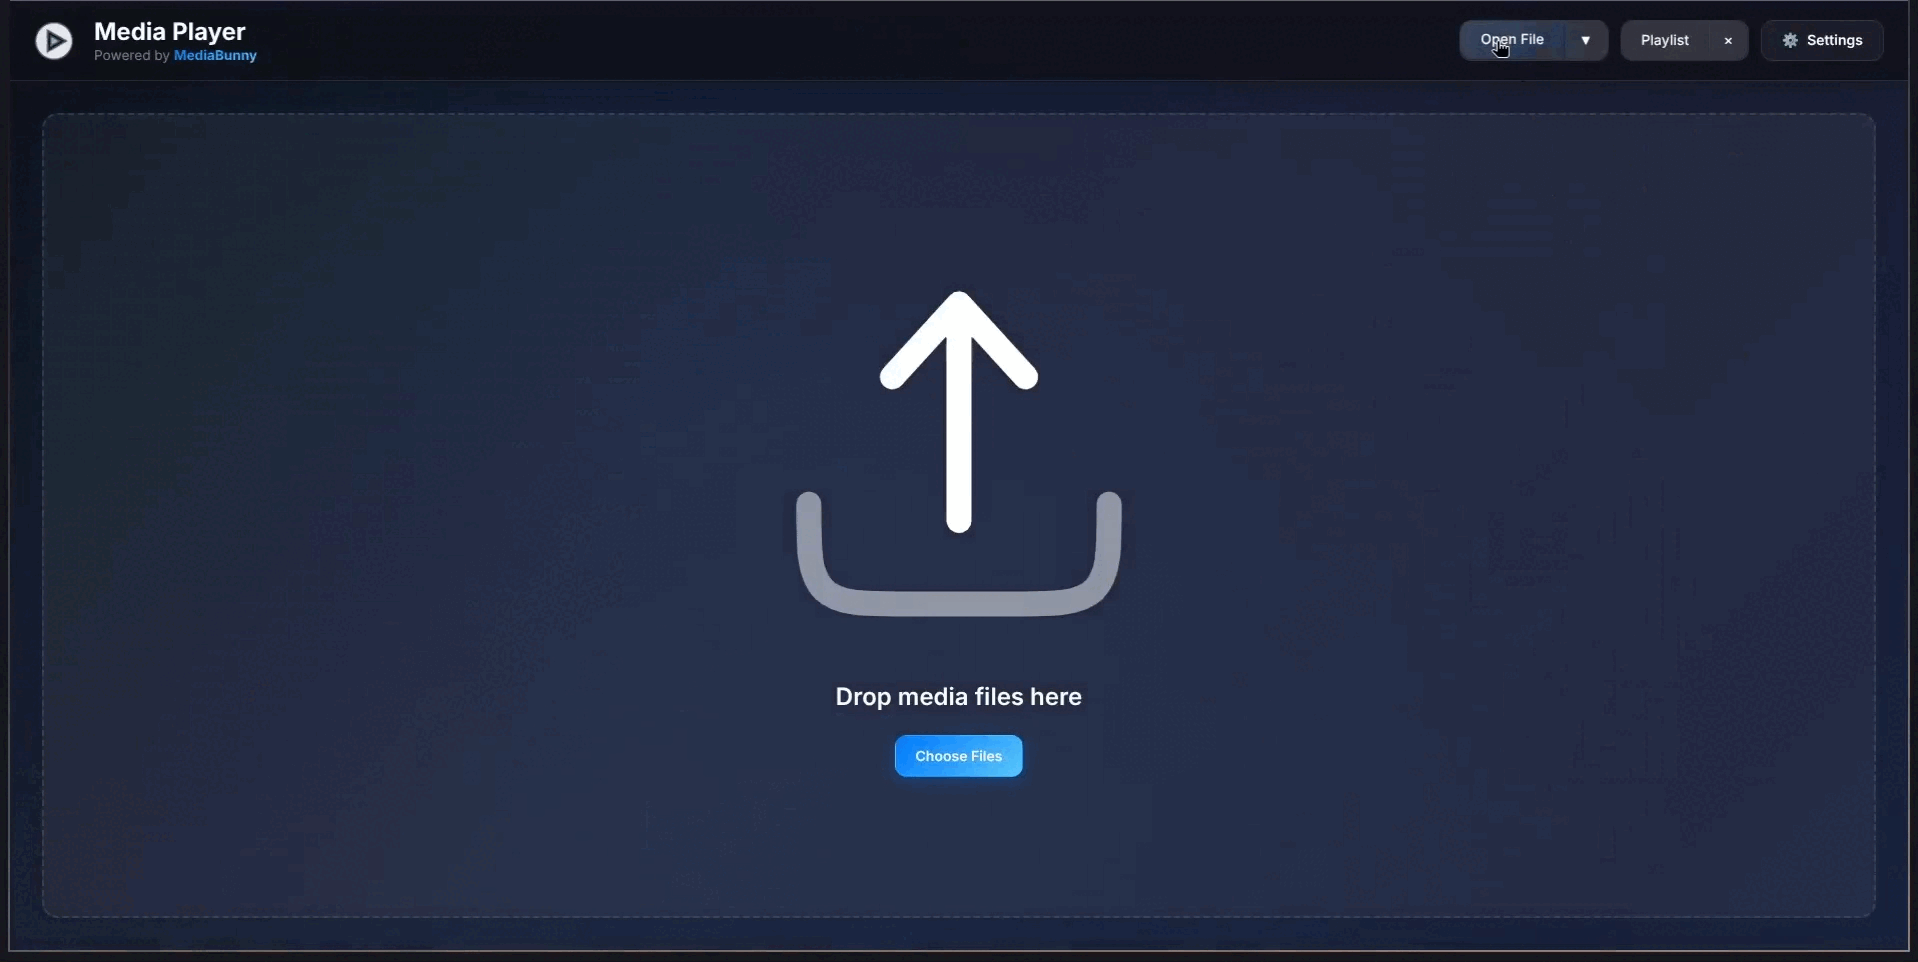 Media Player
Powered by MediaBunny
Open File ▼
Playlist ×
Settings
Drop media files here
Choose Files